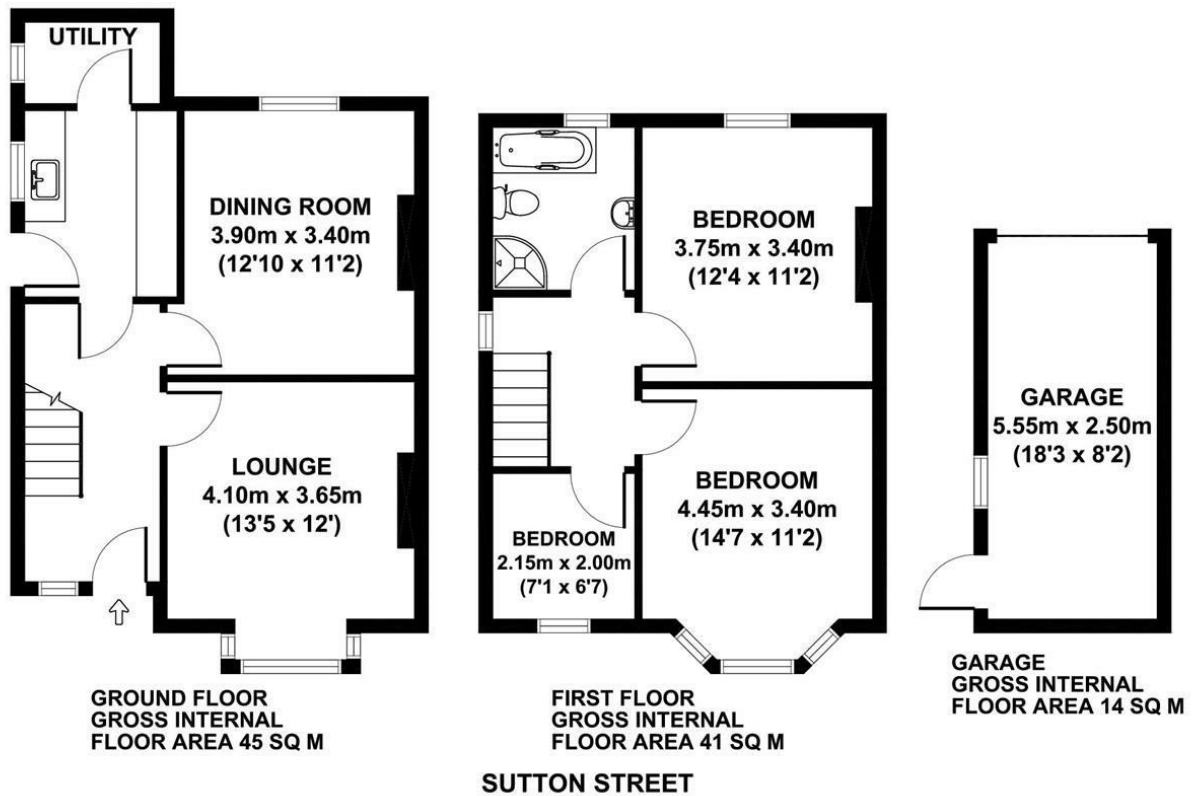 UTILITY
DINING ROOM
3.90m x 3.40m
(12'10 x 11'2)
LOUNGE
4.10m x 3.65m
(13'5 x 12')
GROUND FLOOR
GROSS INTERNAL
FLOOR AREA 45 SQ M
BEDROOM
3.75m x 3.40m
(12'4 x 11'2)
BEDROOM
4.45m x 3.40m
(14'7 x 11'2)
BEDROOM
2.15m x 2.00m
(7'1 x 6'7)
FIRST FLOOR
GROSS INTERNAL
FLOOR AREA 41 SQ M
GARAGE
5.55m x 2.50m
(18'3 x 8'2)
GARAGE
GROSS INTERNAL
FLOOR AREA 14 SQ M
SUTTON STREET